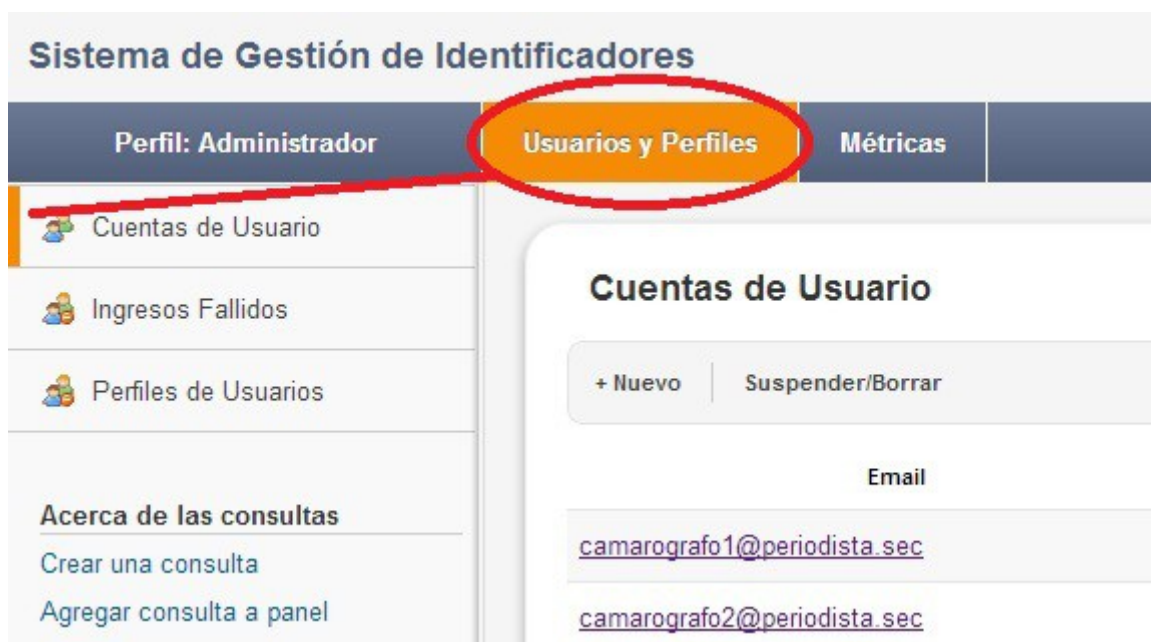 Sistema de Gestión de Identificadores
Perfil: Administrador
Usuarios y Perfiles
Métricas
Cuentas de Usuario
Ingresos Fallidos
Perfiles de Usuarios
Acerca de las consultas
Crear una consulta
Agregar consulta a panel
Cuentas de Usuario
+ Nuevo
Suspender/Borrar
Email
camarografo1@periodista.sec
camarografo2@periodista.sec